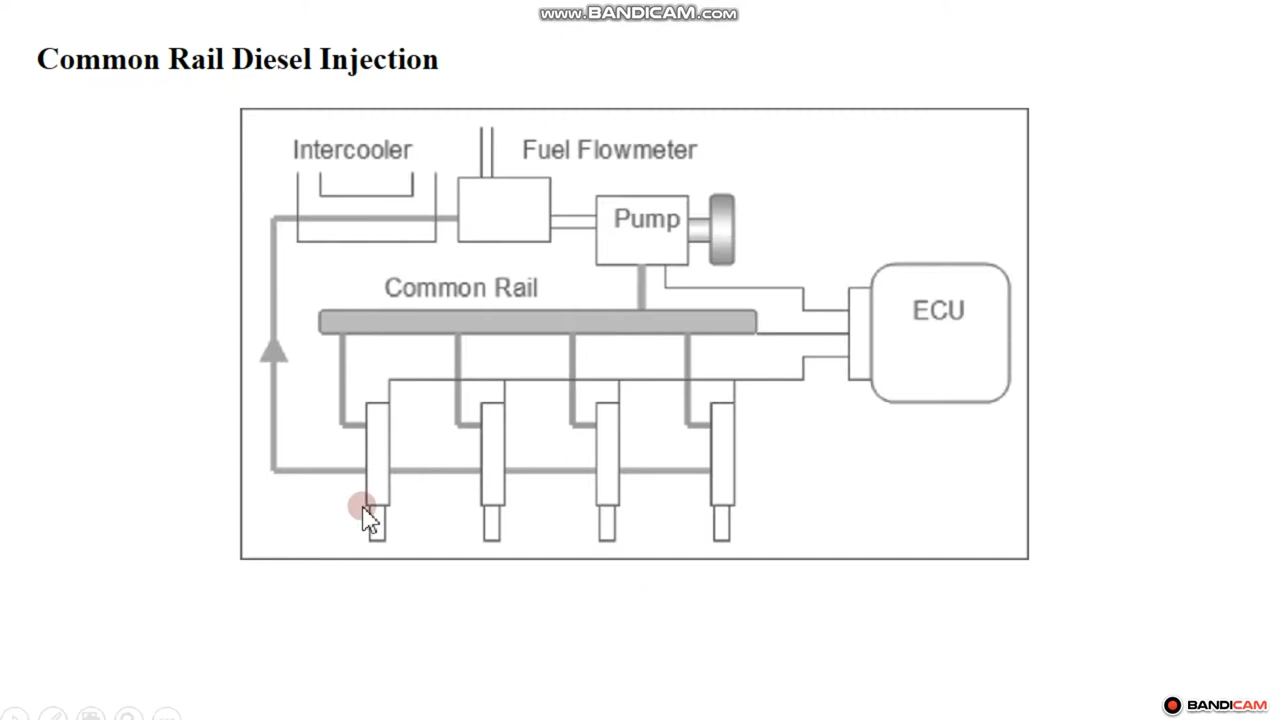 www.BANDICAM.com
Common Rail Diesel Injection
Intercooler
Fuel Flowmeter
Pump
Common Rail
ECU
BANDICAM